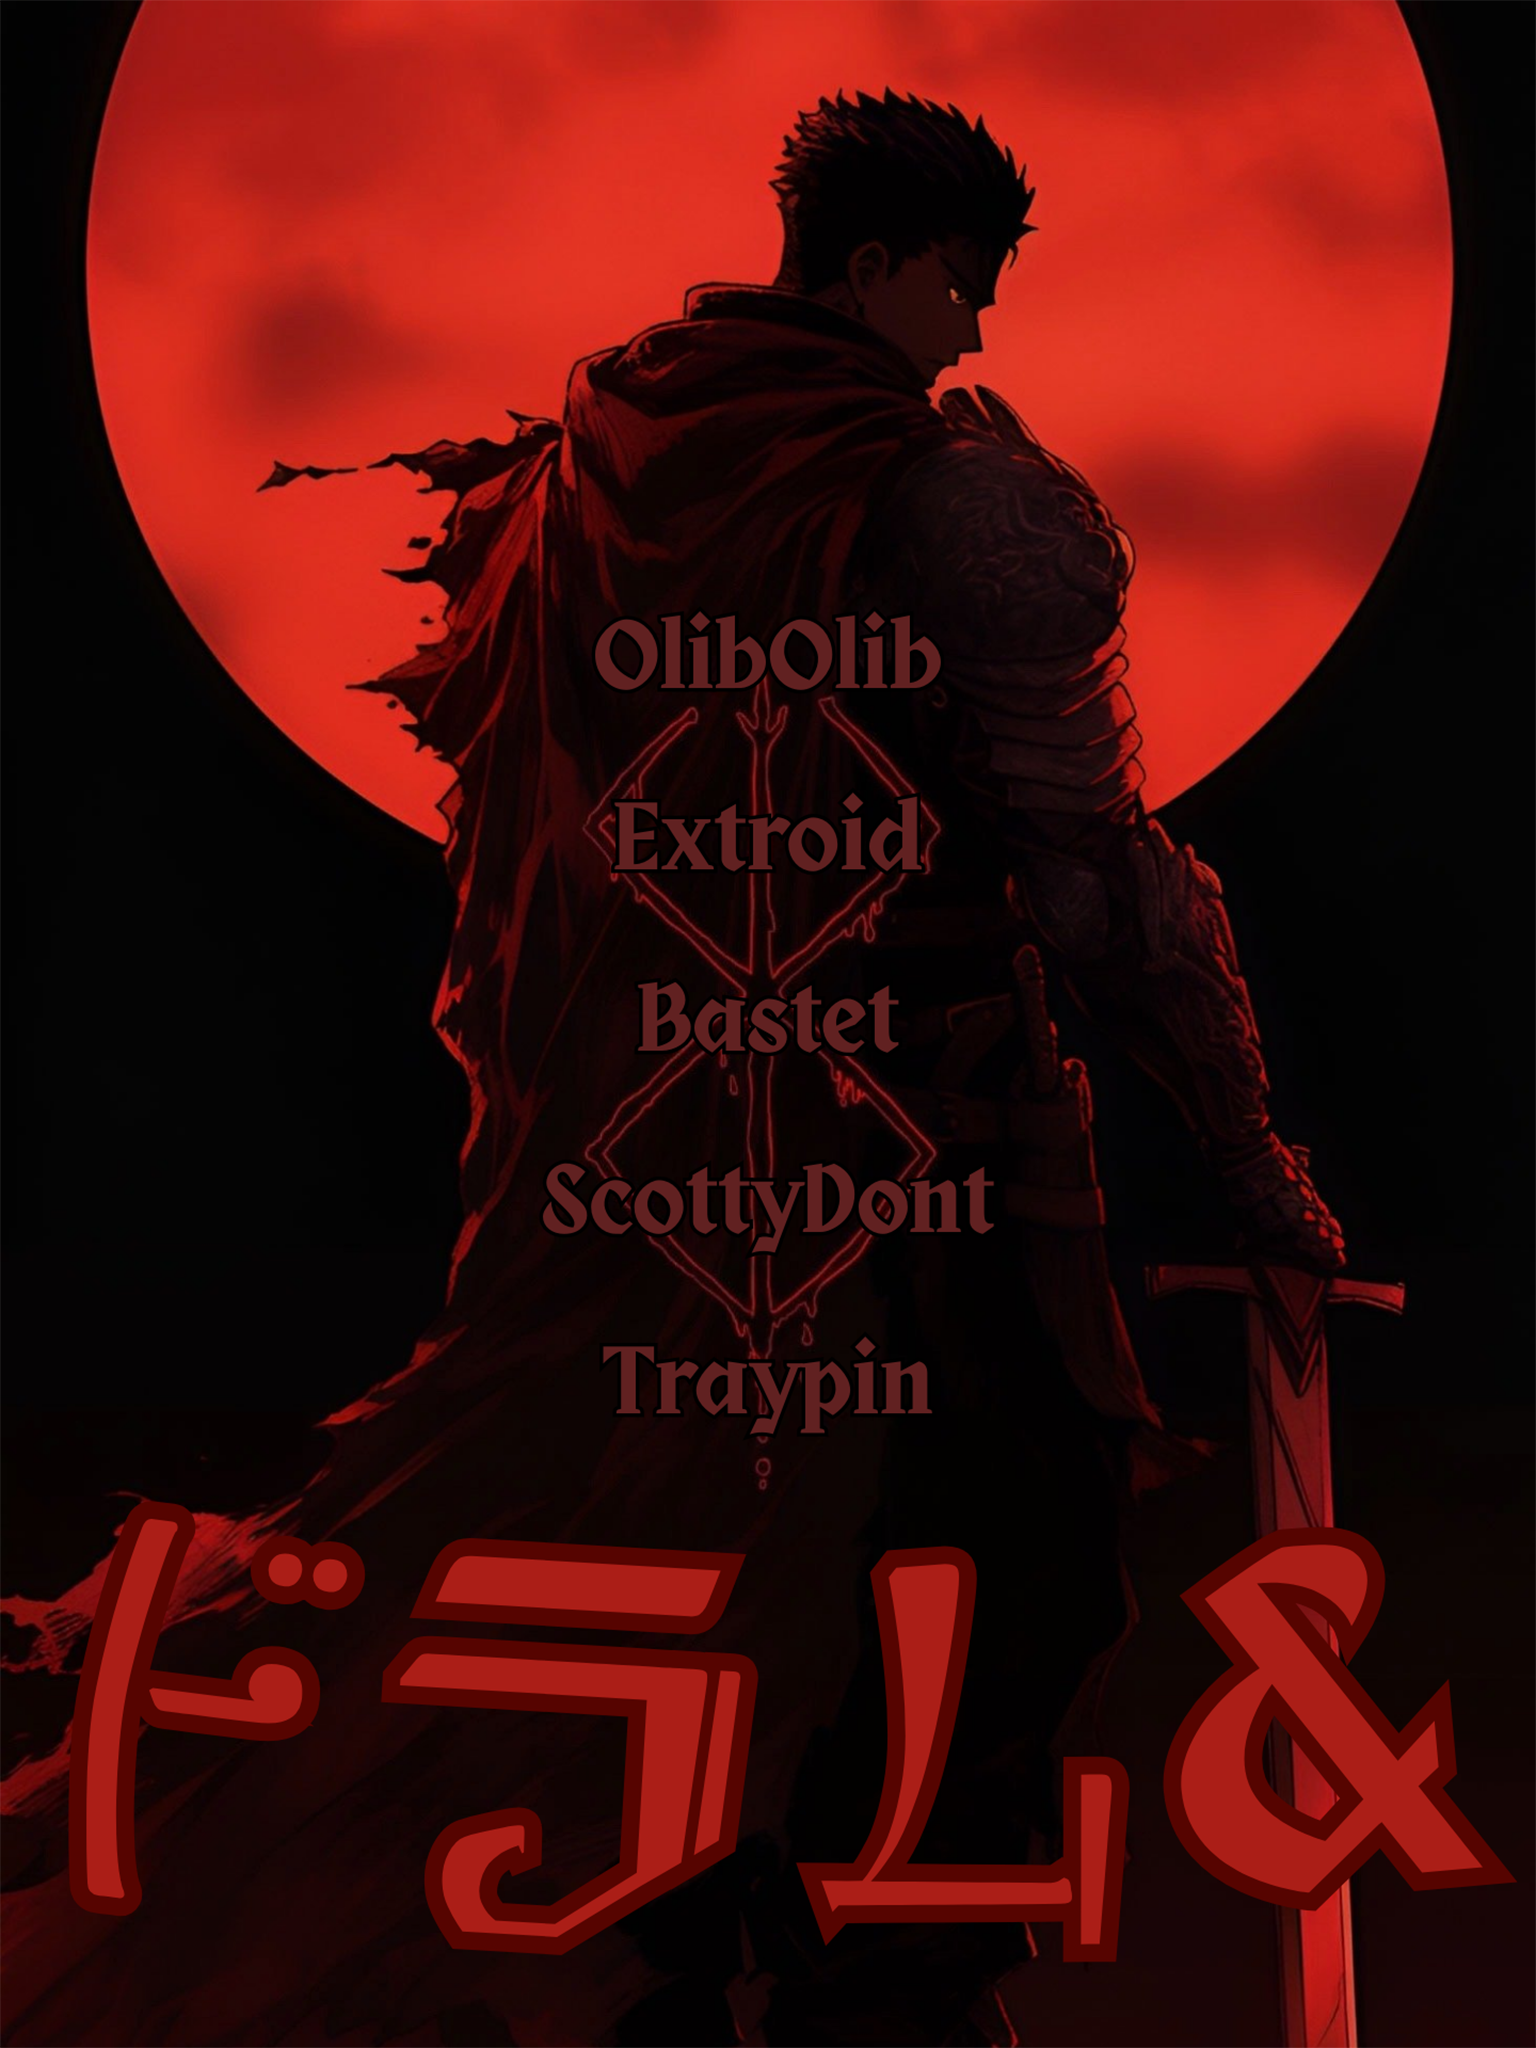 OlibOlib
Extroid
Bastet
ScottyDont
Traypin
ドラム&